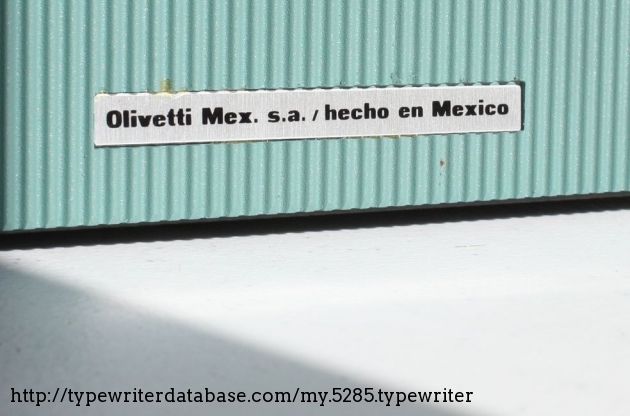 Olivetti Mex. s.a. / hecho en Mexico
http://typewriterdatabase.com/my.5285.typewriter